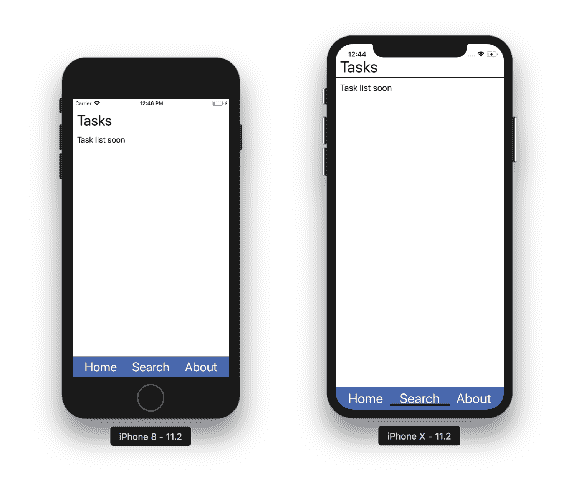 Carrier 12:46 PM
Tasks
Task list soon
Home Search About
iPhone 8 - 11.2
12:44
Tasks
Task list soon
Home Search About
iPhone X - 11.2